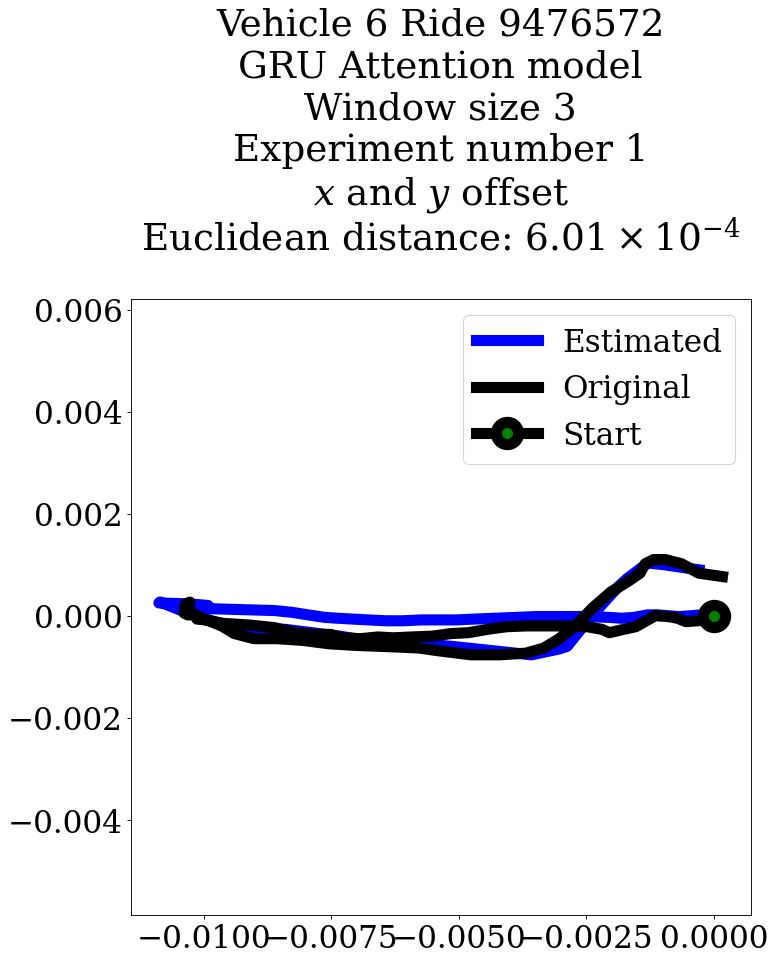 Vehicle 6 Ride 9476572
GRU Attention model
Window size 3
Experiment number 1
x and y offset
Euclidean distance: 6.01 × 10⁻⁴
0.006
0.004
0.002
0.000
−0.002
−0.004
Estimated
Original
Start
−0.0100 −0.0075 −0.0050 −0.0025 0.0000